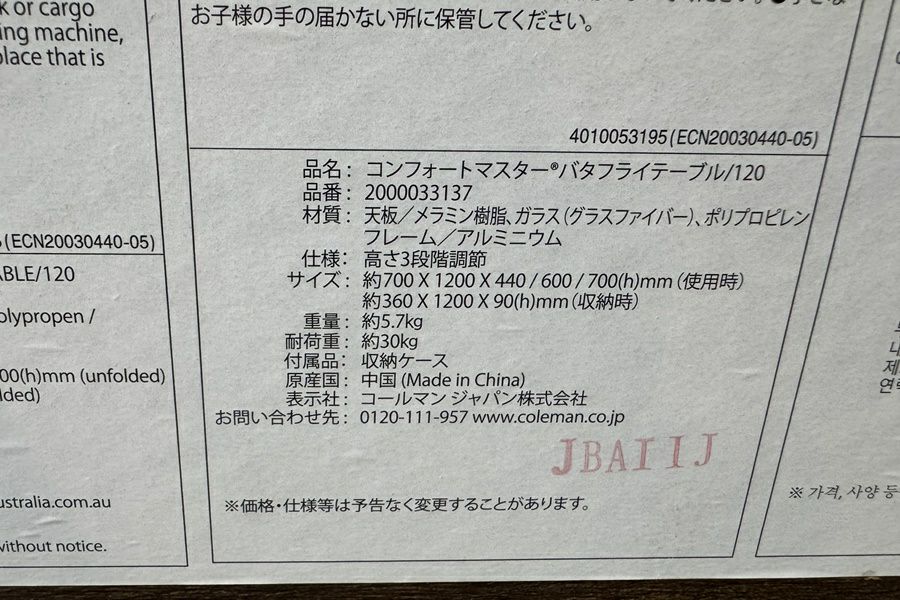 k or cargo
ing machine,
place that is
(ECN20030440-05)
ABLE/120
olypropen /
00(h)mm (unfolded)
ded)
ustralia.com.au
without notice.
お子様の手の届かない所に保管してください。
4010053195(ECN20030440-05)
品名： コンフォートマスター®バタフライテーブル/120
品番： 2000033137
材質： 天板／メラミン樹脂、ガラス（グラスファイバー）、ポリプロピレン
フレーム／アルミニウム
仕様： 高さ3段階調節
サイズ： 約700 X 1200 X 440 / 600 / 700(h)mm（使用時）
約360 X 1200 X 90(h)mm（収納時）
重量： 約5.7kg
耐荷重： 約30kg
付属品： 収納ケース
原産国： 中国 (Made in China)
表示社： コールマン ジャパン株式会社
お問い合わせ先： 0120-111-957 www.coleman.co.jp
JBAIIJ
※価格・仕様等は予告なく変更することがあります。
※ 가격, 사양 등